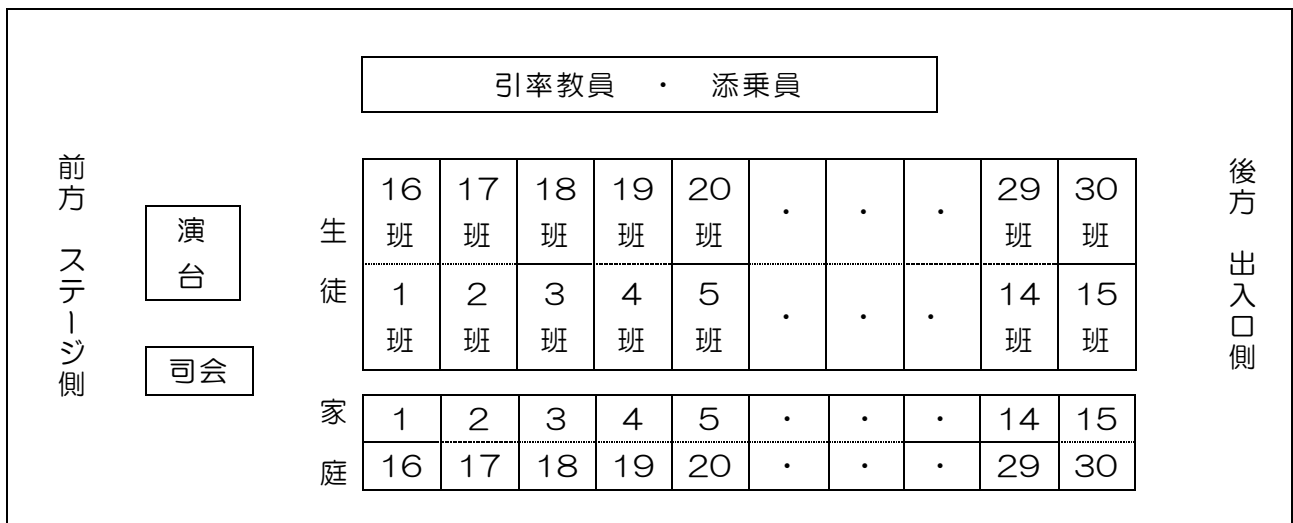 引率教員 ・ 添乗員
前方 ステージ側
演台
司会
生徒
16班 17班 18班 19班 20班 ・ ・ ・ 29班 30班
1班 2班 3班 4班 5班 ・ ・ ・ 14班 15班
家庭
1 2 3 4 5 ・ ・ ・ 14 15
16 17 18 19 20 ・ ・ ・ 29 30
後方 出入口側